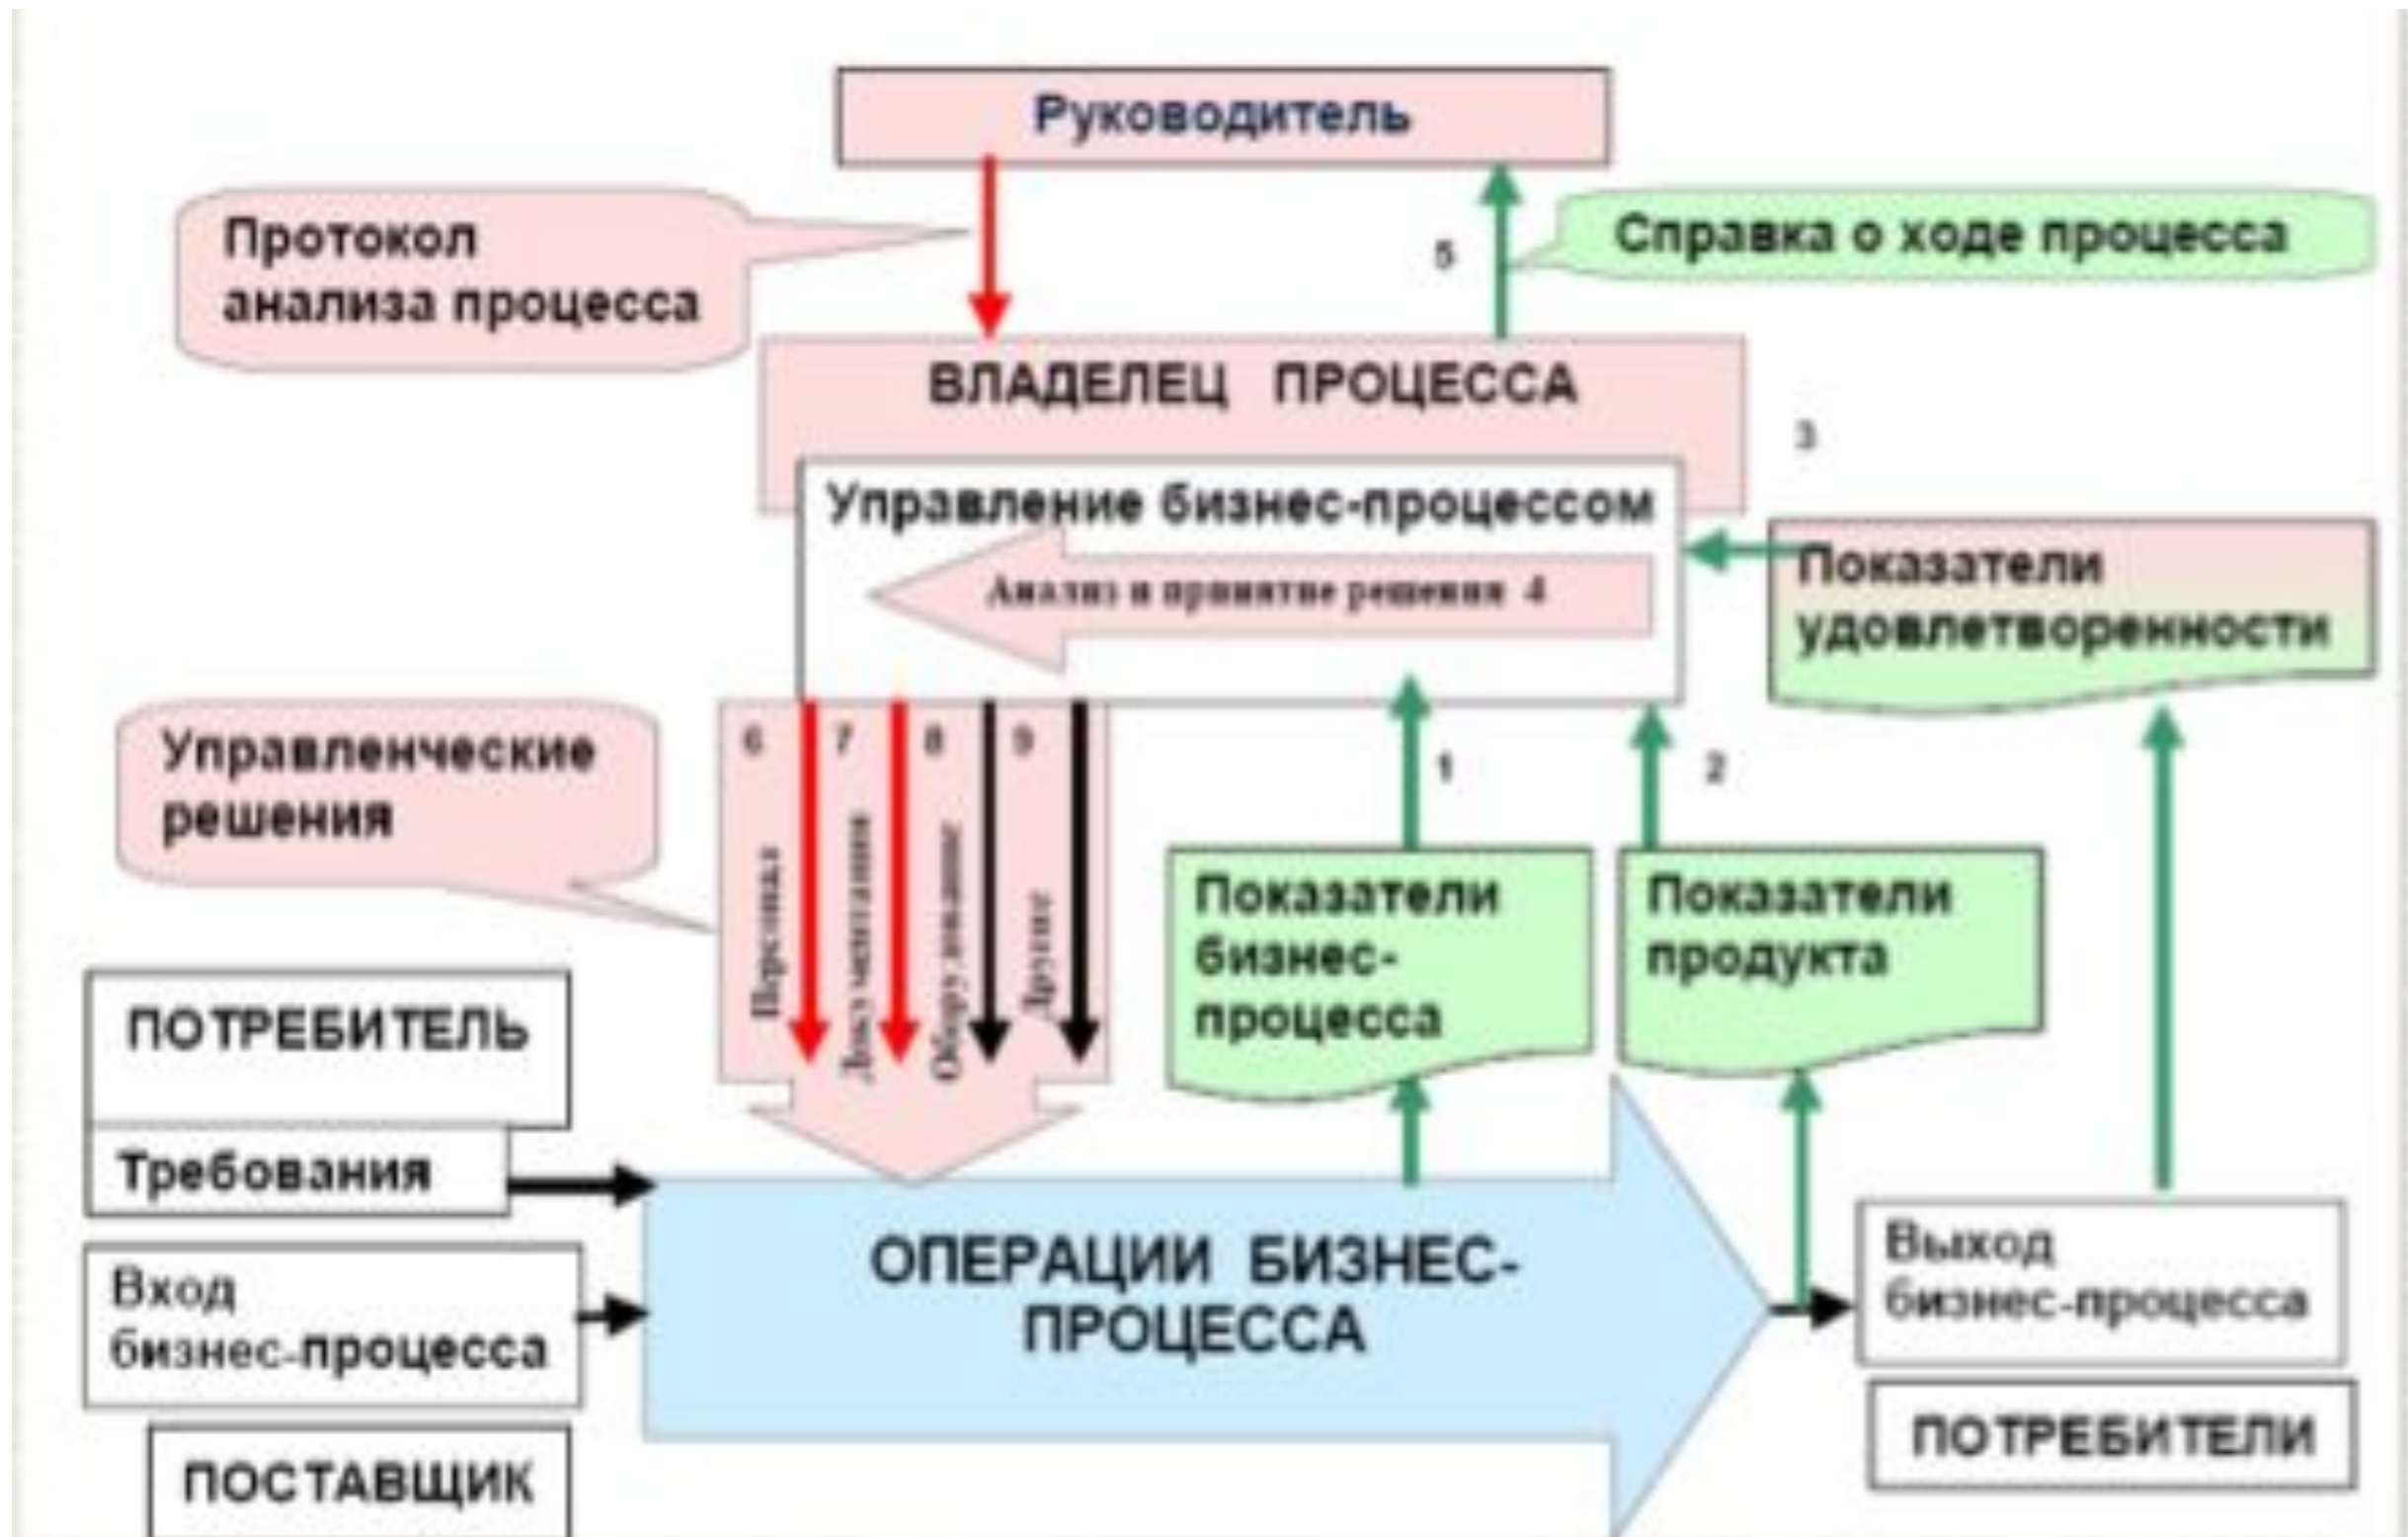 Руководитель
Протокол
анализа процесса
5
Справка о ходе процесса
ВЛАДЕЛЕЦ ПРОЦЕССА
3
Управление бизнес-процессом
Анализ и принятие решения 4
Показатели
удовлетворенности
Управленческие
решения
6
7
8
9
Персонал
Документация
Оборудование
Другие
1
2
Показатели
бизнес-
процесса
Показатели
продукта
ПОТРЕБИТЕЛЬ
Требования
Вход
бизнес-процесса
ПОСТАВЩИК
ОПЕРАЦИИ БИЗНЕС-
ПРОЦЕССА
Выход
бизнес-процесса
ПОТРЕБИТЕЛИ